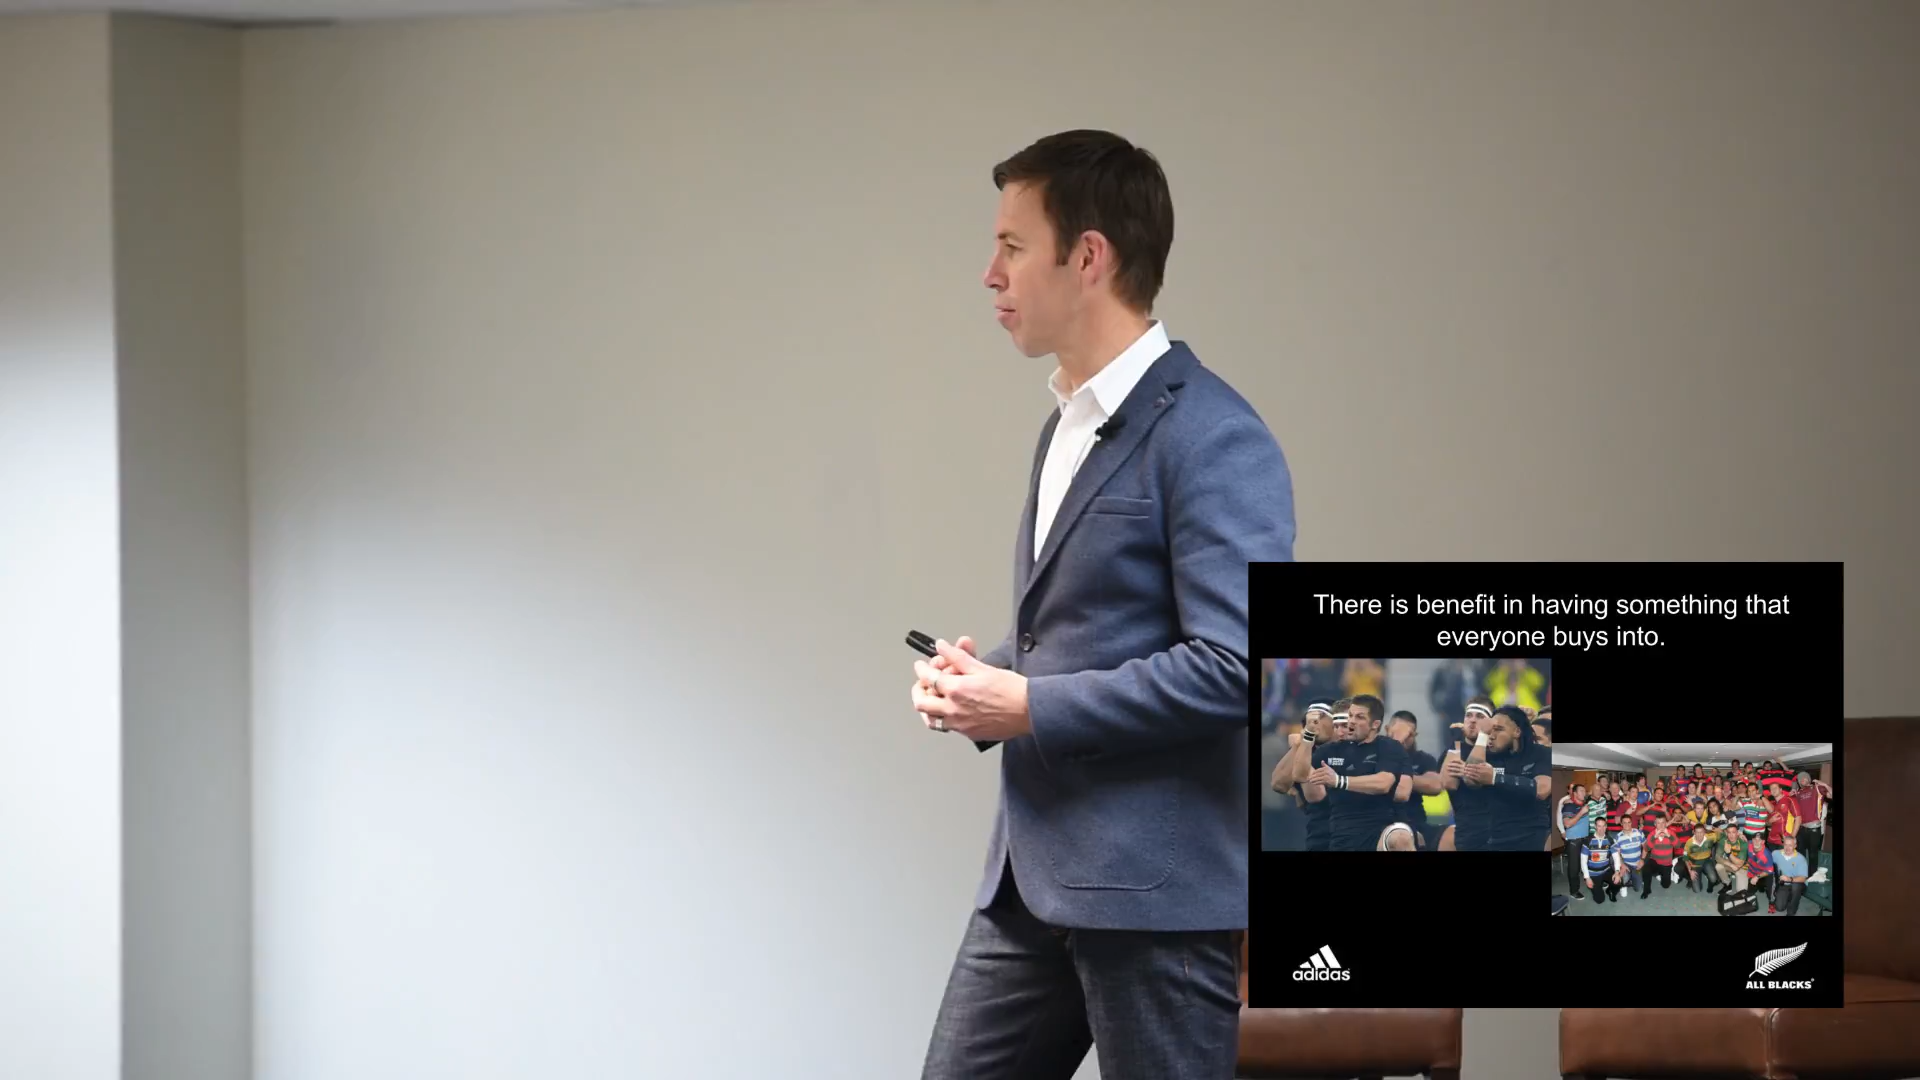 There is benefit in having something that
everyone buys into.
adidas
ALL BLACKS